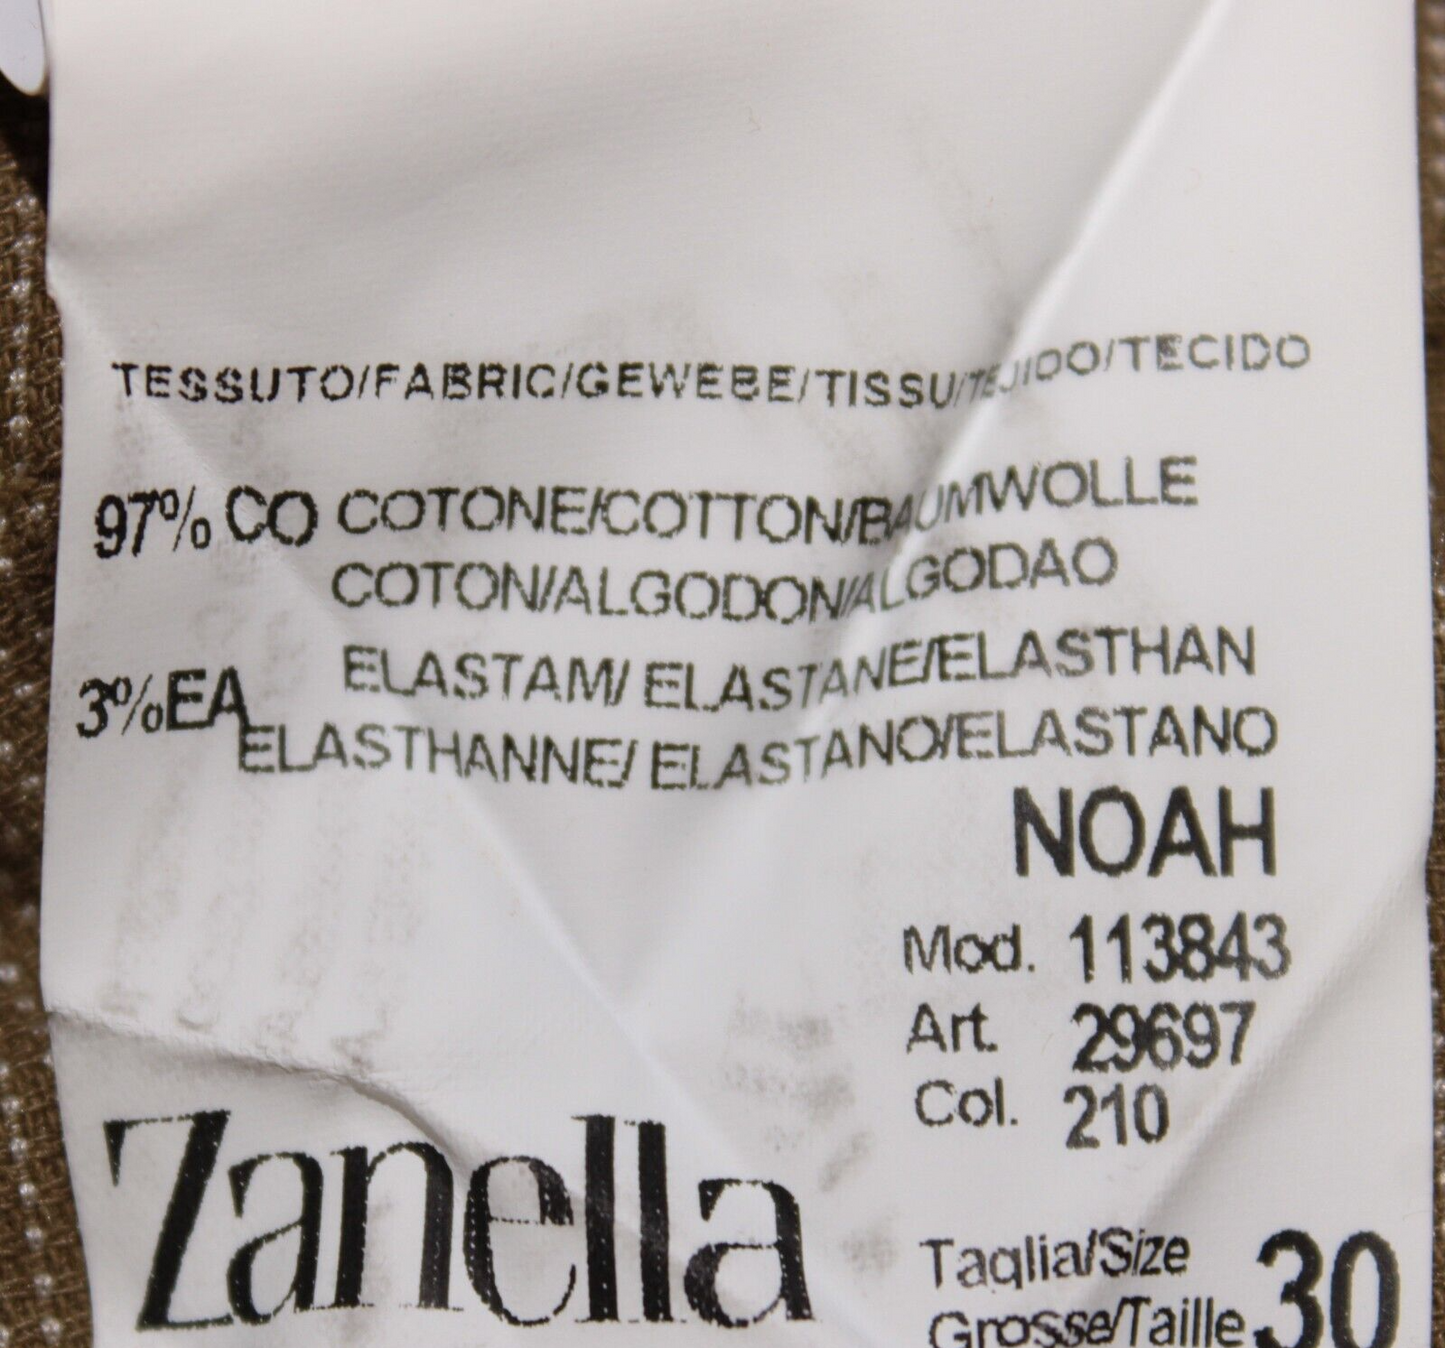 TESSUTO/FABRIC/GEWEBE/TISSU/TEJIDO/TECIDO
97% CO COTONE/COTTON/BAUMWOLLE
COTON/ALGODON/ALGODAO
3%EA ELASTAM/ ELASTANE/ELASTHAN
ELASTHANNE/ ELASTANO/ELASTANO
NOAH
Mod. 113843
Art. 29697
Col. 210
Zanella
Taglia/Size 30
Grosse/Taille